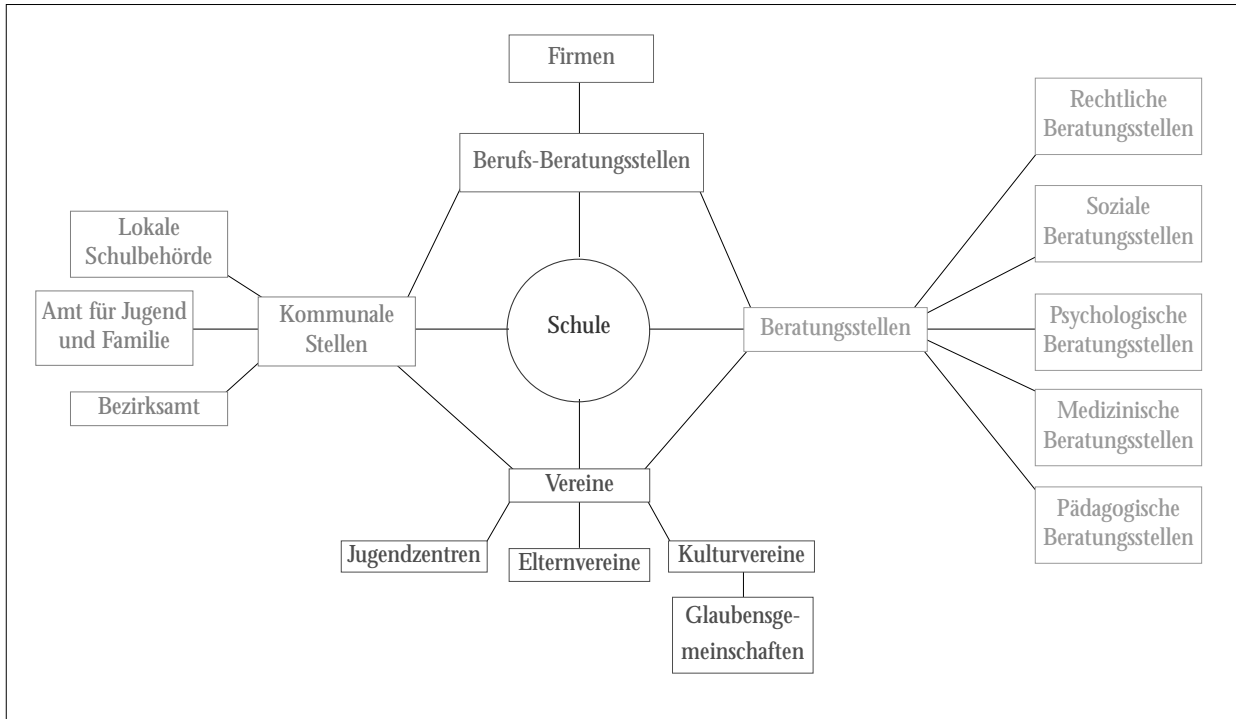 Firmen
Berufs-Beratungsstellen
Rechtliche
Beratungsstellen
Soziale
Beratungsstellen
Lokale
Schulbehörde
Amt für Jugend
und Familie
Bezirksamt
Kommunale
Stellen
Schule
Beratungsstellen
Psychologische
Beratungsstellen
Medizinische
Beratungsstellen
Pädagogische
Beratungsstellen
Vereine
Jugendzentren
Elternvereine
Kulturvereine
Glaubensge-
meinschaften